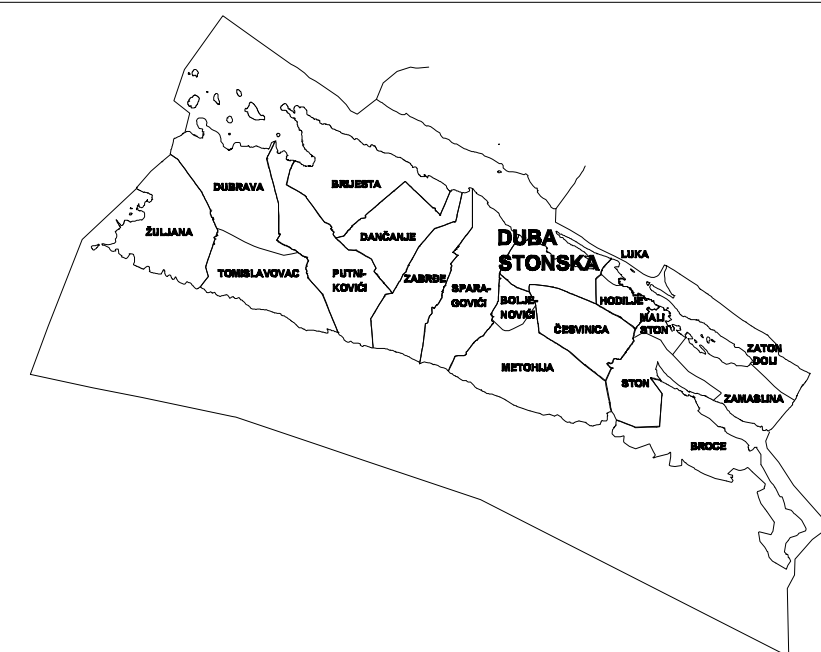 BRIJESTA
DUBRAVA
ŽULJANA
DANČANJE
DUBA
STONSKA
LUKA
TOMISLAVOVAC
PUTNI-
KOVIĆI
ZABRĐE
SPARA-
GOVIĆI
BOLJE-
NOVIĆI
HODILJE
MALI
STON
ČESVINICA
ZATON
DOLI
METOHIJA
STON
ZAMASLINA
BROCE